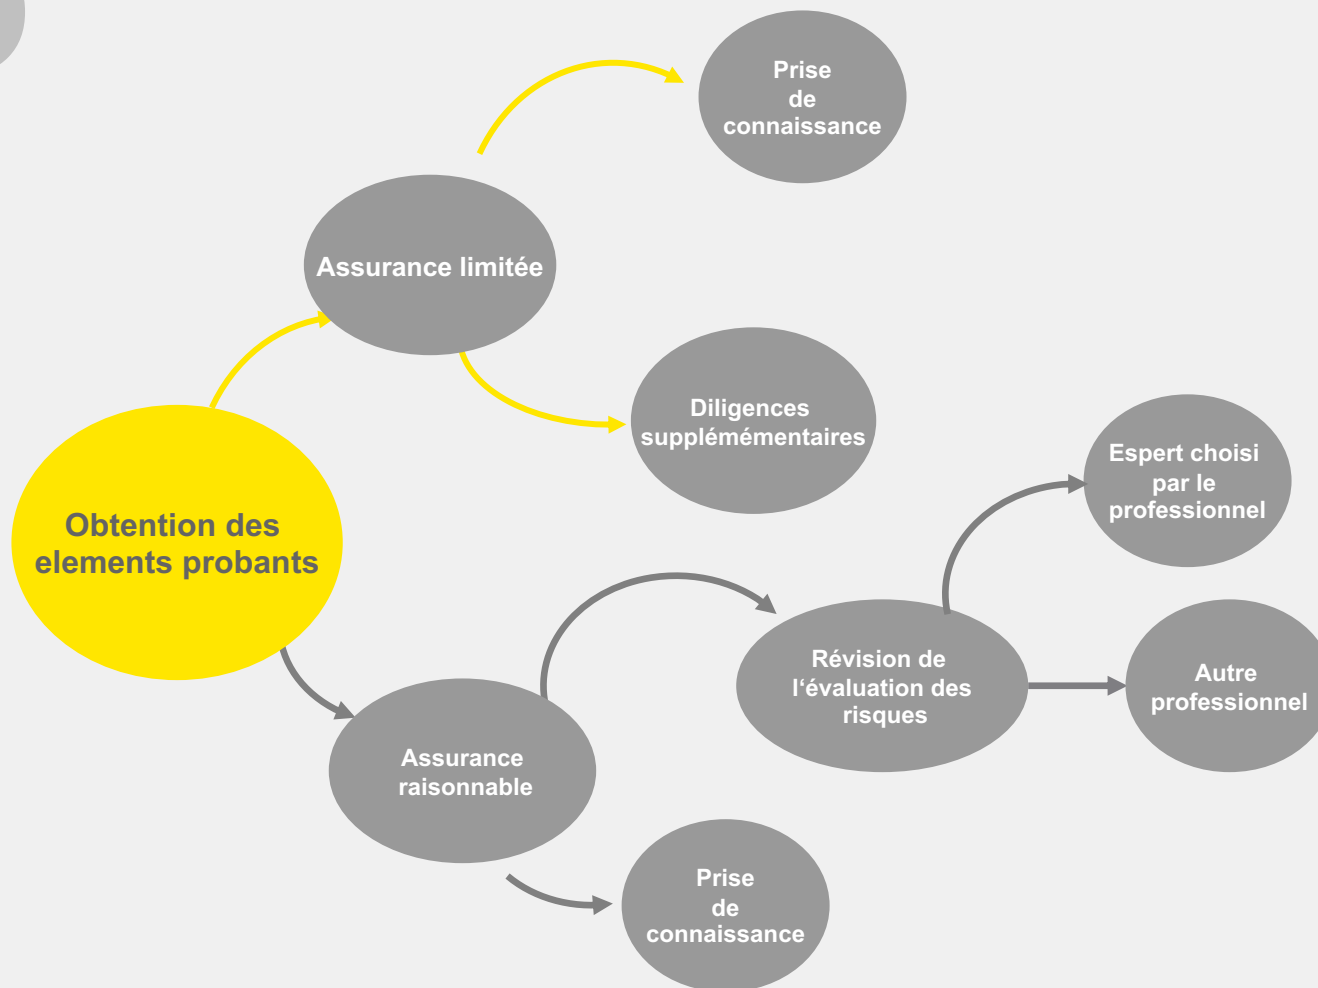 Prise
de
connaissance
Assurance limitée
Diligences
supplémémentaires
Espert choisi
par le
professionnel
Obtention des
elements probants
Révision de
l‘évaluation des
risques
Autre
professionnel
Assurance
raisonnable
Prise
de
connaissance